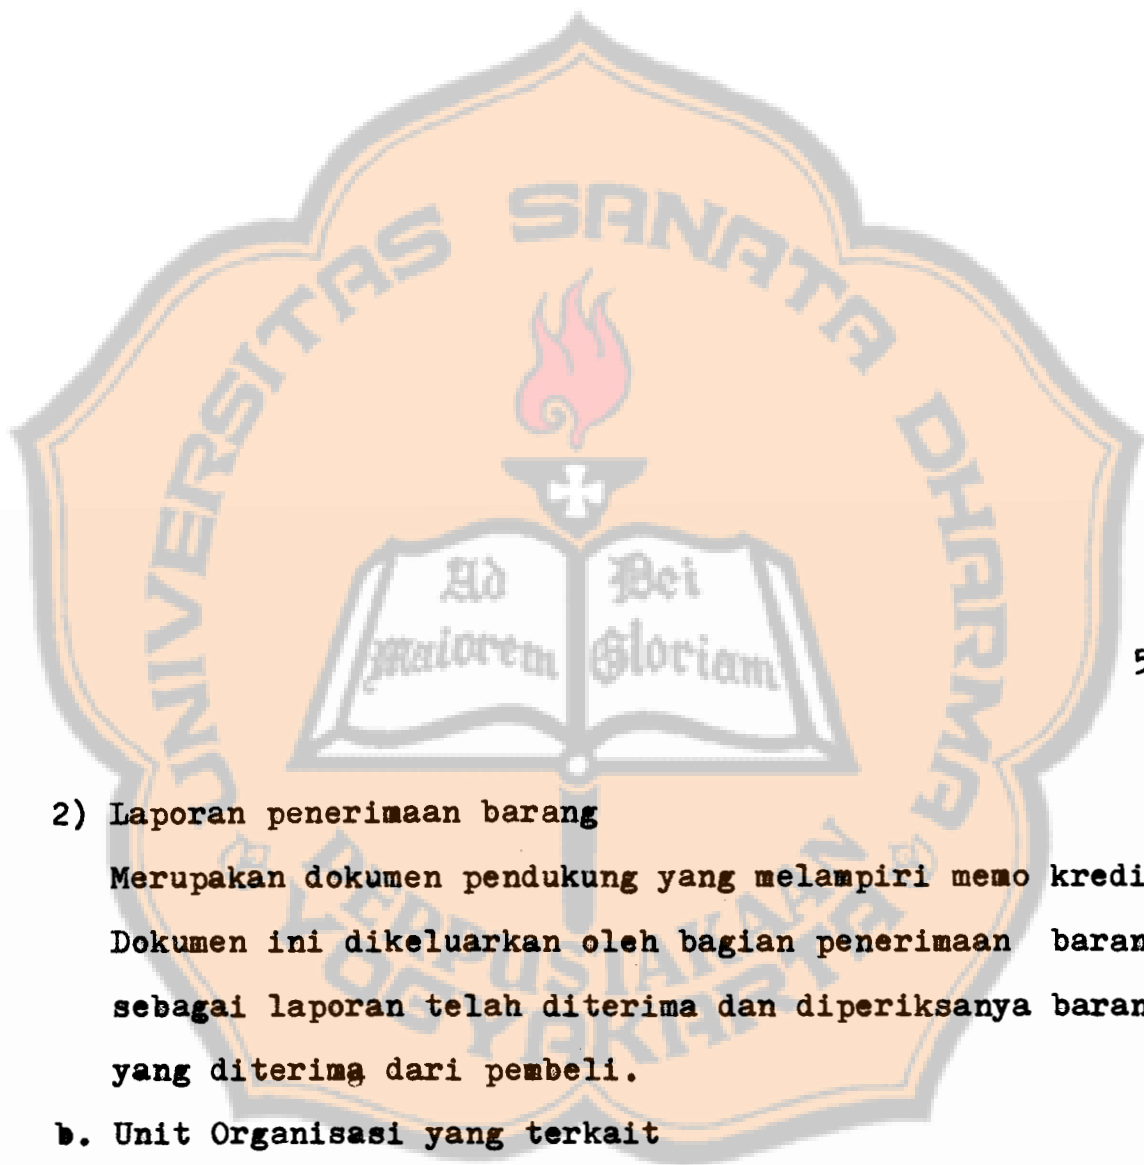 UNIVERSITAS SANATA DHARMA
Ad Dei
Maiorem Gloriam
5
2) Laporan penerimaan barang
Merupakan dokumen pendukung yang melampiri memo kredi
Dokumen ini dikeluarkan oleh bagian penerimaan baran
sebagai laporan telah diterima dan diperiksanya baran
yang diterima dari pembeli.
PERPUSTAKAAN
YOGYAKARTA
b. Unit Organisasi yang terkait